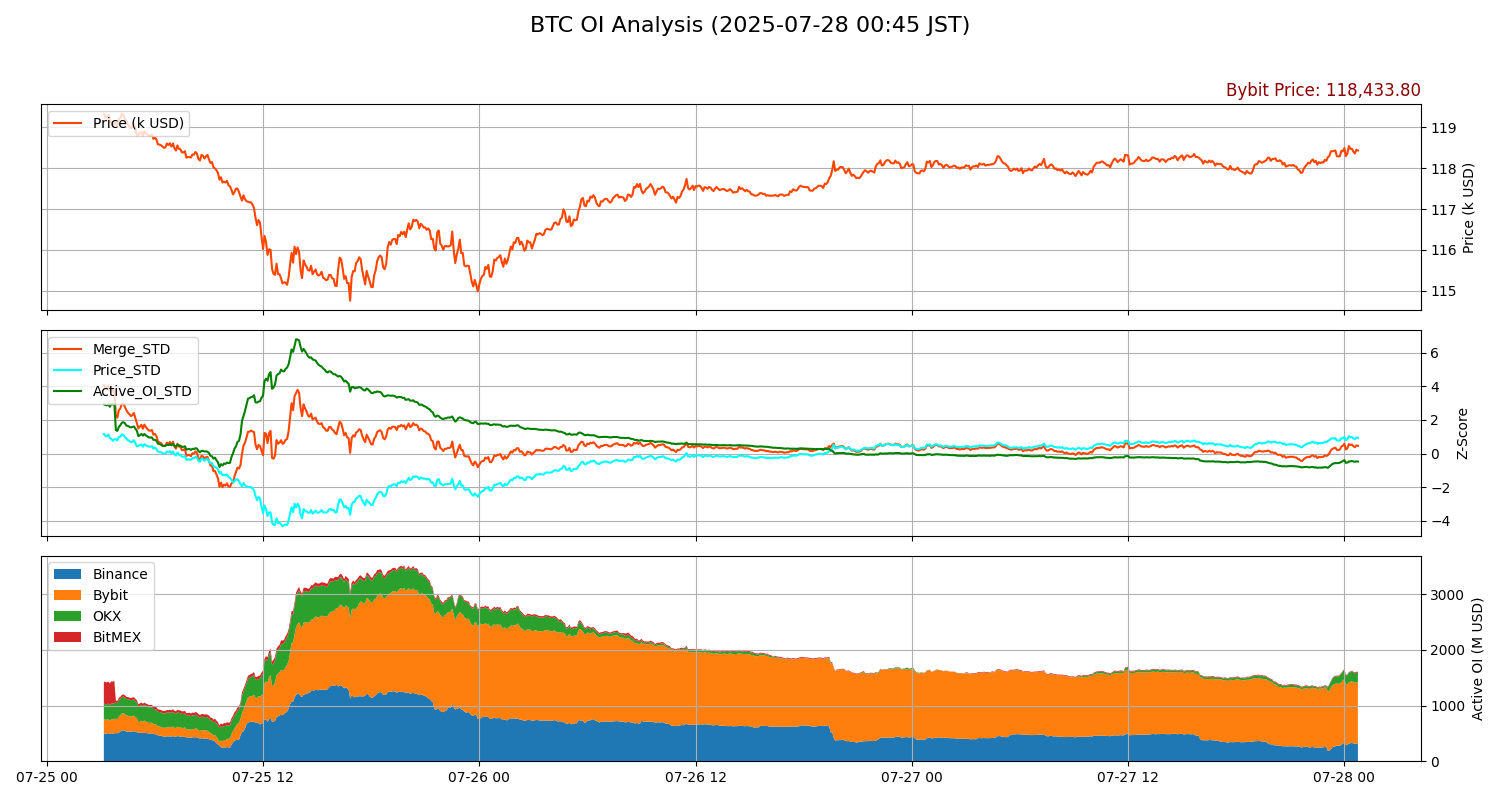 BTC OI Analysis (2025-07-28 00:45 JST)
Bybit Price: 118,433.80
Price (k USD)
119
118
117
116
115
Price (k USD)
Merge_STD
Price_STD
Active_OI_STD
6
4
2
0
−2
−4
Z-Score
Binance
Bybit
OKX
BitMEX
3000
2000
1000
0
Active OI (M USD)
07-25 00
07-25 12
07-26 00
07-26 12
07-27 00
07-27 12
07-28 00